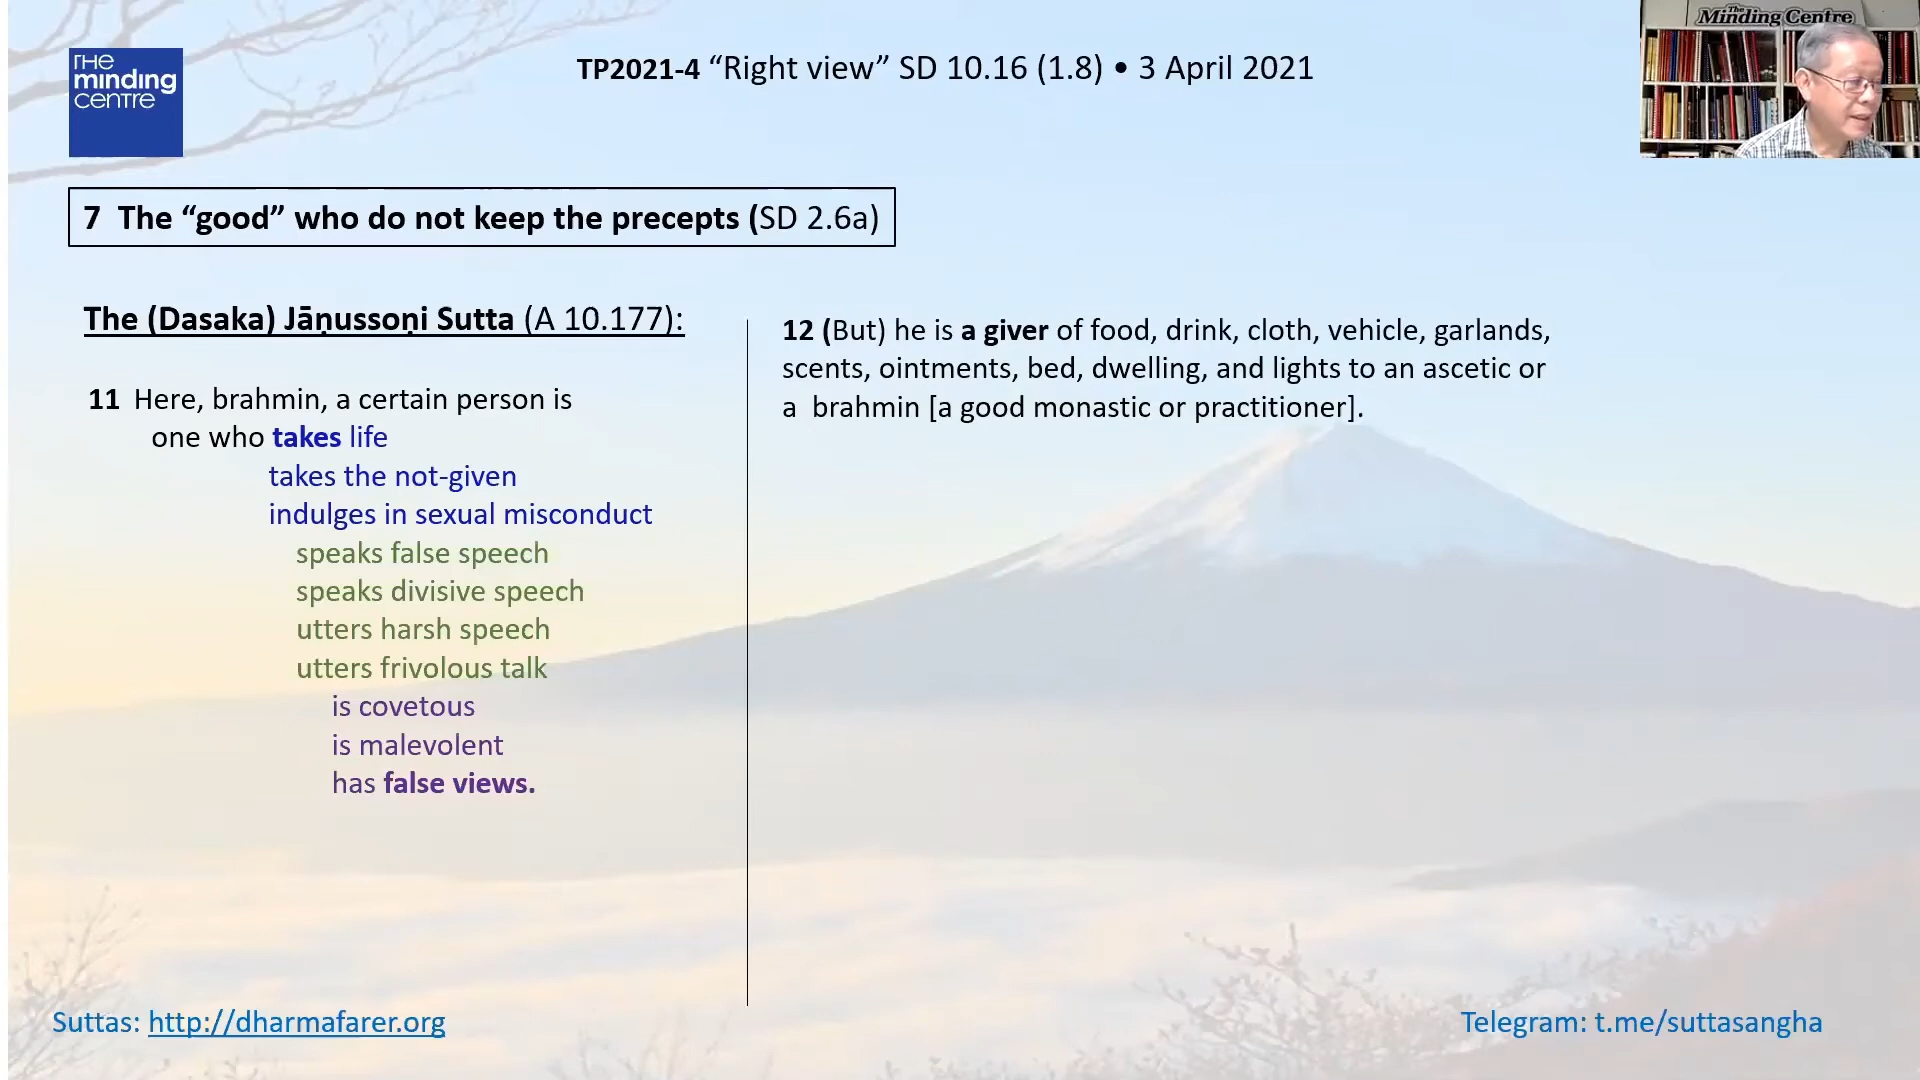 THE
minding
centre
TP2021-4 “Right view” SD 10.16 (1.8) • 3 April 2021
The
Minding Centre
7 The “good” who do not keep the precepts (SD 2.6a)
The (Dasaka) Jāṇussoṇi Sutta (A 10.177):
11 Here, brahmin, a certain person is
one who takes life
takes the not-given
indulges in sexual misconduct
speaks false speech
speaks divisive speech
utters harsh speech
utters frivolous talk
is covetous
is malevolent
has false views.
12 (But) he is a giver of food, drink, cloth, vehicle, garlands,
scents, ointments, bed, dwelling, and lights to an ascetic or
a brahmin [a good monastic or practitioner].
Suttas: http://dharmafarer.org
Telegram: t.me/suttasangha